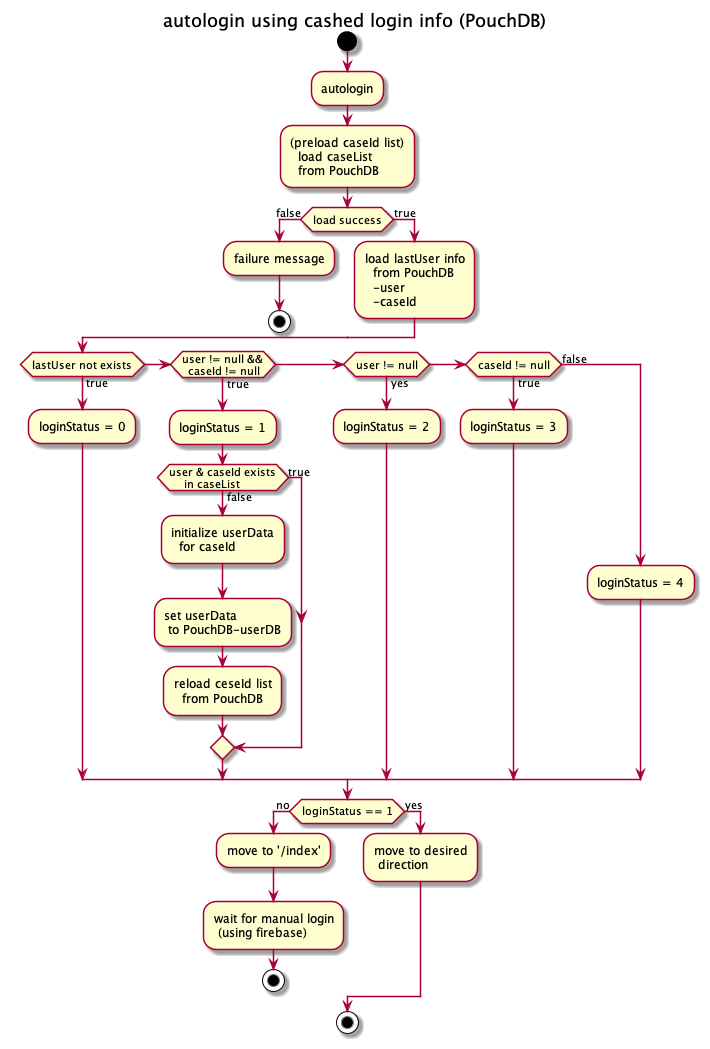 autologin using cashed login info (PouchDB)
autologin
(preload caseId list)
load caseList
from PouchDB
load success
false
true
failure message
load lastUser info
from PouchDB
-user
-caseId
lastUser not exists
true
user != null &&
caseId != null
true
user != null
yes
caseId != null
true
false
loginStatus = 0
loginStatus = 1
loginStatus = 2
loginStatus = 3
user & caseId exists
in caseList
true
false
initialize userData
for caseId
loginStatus = 4
set userData
to PouchDB-userDB
reload ceseId list
from PouchDB
no
loginStatus == 1
yes
move to '/index'
move to desired
direction
wait for manual login
(using firebase)